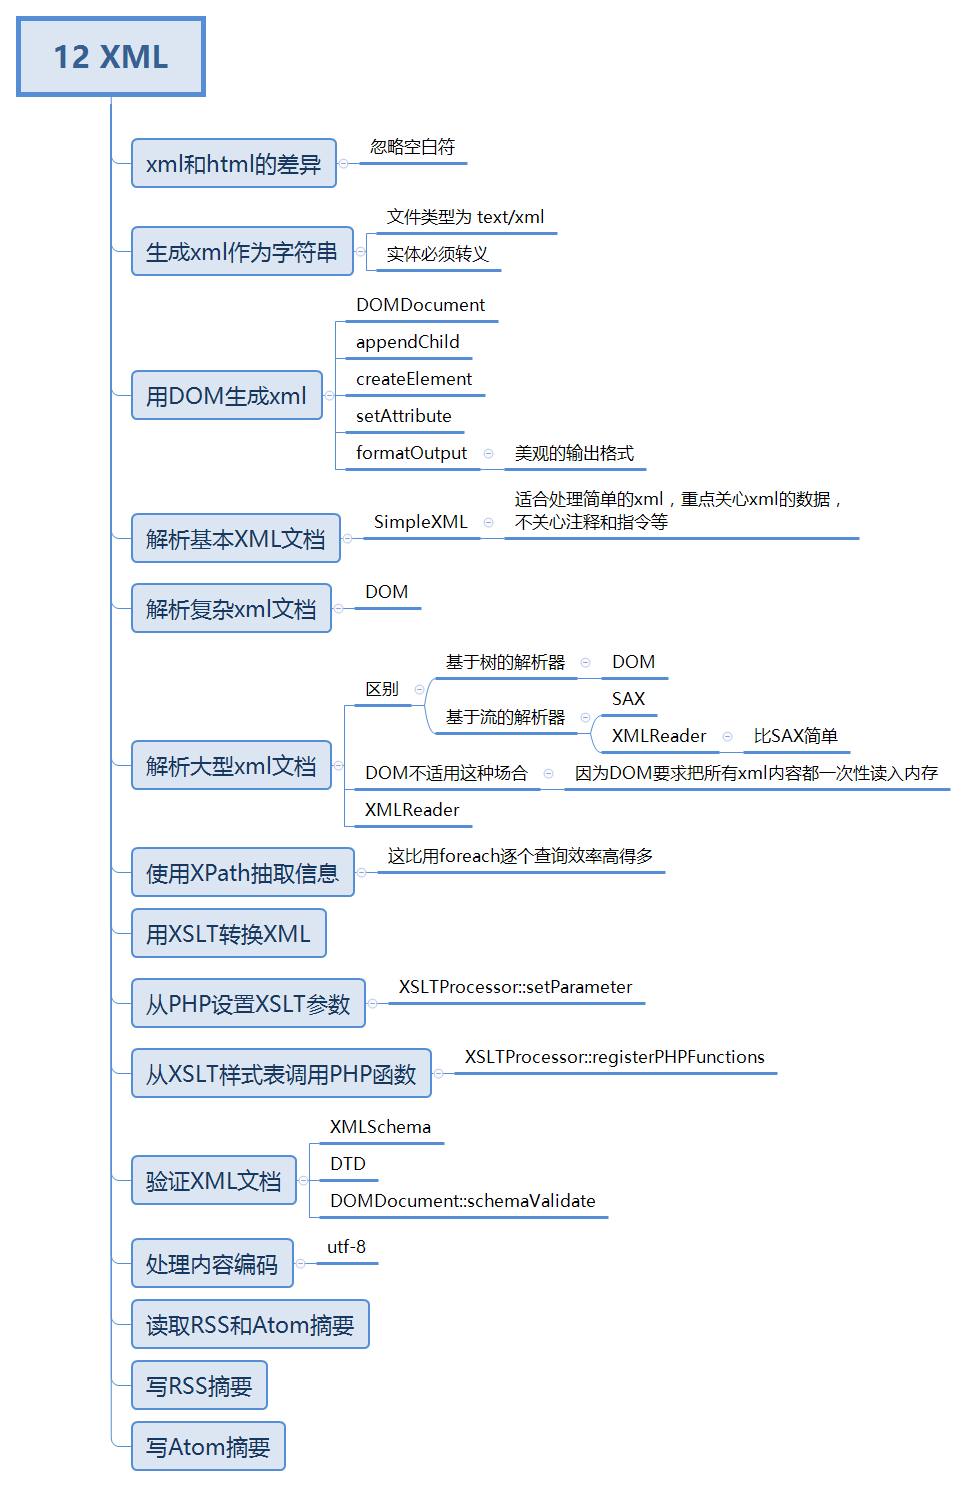 12 XML
xml和html的差异
忽略空白符
生成xml作为字符串
文件类型为 text/xml
实体必须转义
用DOM生成xml
DOMDocument
appendChild
createElement
setAttribute
formatOutput
美观的输出格式
解析基本XML文档
SimpleXML
适合处理简单的xml，重点关心xml的数据，
不关心注释和指令等
解析复杂xml文档
DOM
解析大型xml文档
区别
基于树的解析器
DOM
基于流的解析器
SAX
XMLReader
比SAX简单
DOM不适用这种场合
因为DOM要求把所有xml内容都一次性读入内存
XMLReader
使用XPath抽取信息
这比用foreach逐个查询效率高得多
用XSLT转换XML
从PHP设置XSLT参数
XSLTProcessor::setParameter
从XSLT样式表调用PHP函数
XSLTProcessor::registerPHPFunctions
验证XML文档
XMLSchema
DTD
DOMDocument::schemaValidate
处理内容编码
utf-8
读取RSS和Atom摘要
写RSS摘要
写Atom摘要